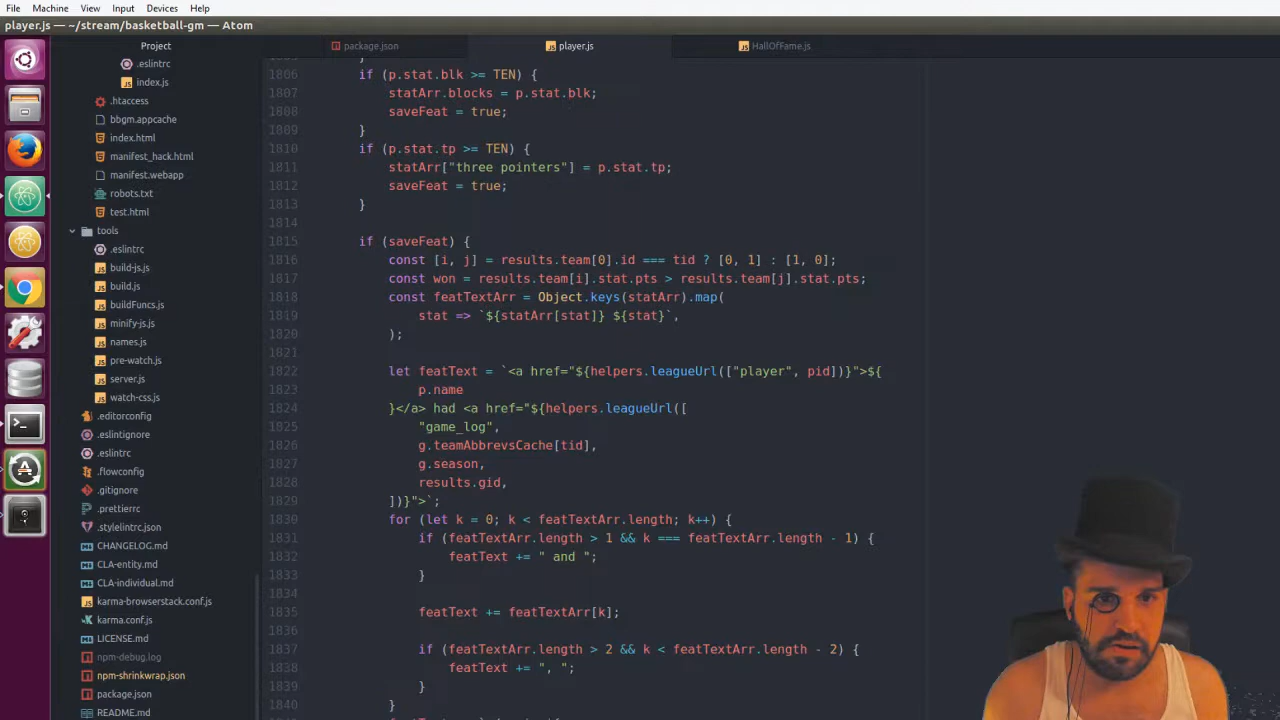 File Machine View Input Devices Help
player.js — ~/stream/basketball-gm — Atom
Project
.eslintrc
index.js
.htaccess
bbgm.appcache
index.html
manifest_hack.html
manifest.webapp
robots.txt
test.html
tools
.eslintrc
build-js.js
build.js
buildFuncs.js
minify-js.js
names.js
pre-watch.js
server.js
watch-css.js
.editorconfig
.eslintignore
.eslintrc
.flowconfig
.gitignore
.prettierrc
.stylelintrc.json
CHANGELOG.md
CLA-entity.md
CLA-individual.md
karma-browserstack.conf.js
karma.conf.js
LICENSE.md
npm-debug.log
npm-shrinkwrap.json
package.json
README.md
package.json player.js HallOfFame.js
1806 if (p.stat.blk >= TEN) {
1807 statArr.blocks = p.stat.blk;
1808 saveFeat = true;
1809 }
1810 if (p.stat.tp >= TEN) {
1811 statArr["three pointers"] = p.stat.tp;
1812 saveFeat = true;
1813 }
1814
1815 if (saveFeat) {
1816 const [i, j] = results.team[0].id === tid ? [0, 1] : [1, 0];
1817 const won = results.team[i].stat.pts > results.team[j].stat.pts;
1818 const featTextArr = Object.keys(statArr).map(
1819 stat => `${statArr[stat]} ${stat}`,
1820 );
1821
1822 let featText = `<a href="${helpers.leagueUrl(["player", pid])}">${
1823 p.name
1824 }</a> had <a href="${helpers.leagueUrl([
1825 "game_log",
1826 g.teamAbbrevsCache[tid],
1827 g.season,
1828 results.gid,
1829 ])}">`;
1830 for (let k = 0; k < featTextArr.length; k++) {
1831 if (featTextArr.length > 1 && k === featTextArr.length - 1) {
1832 featText += " and ";
1833 }
1834
1835 featText += featTextArr[k];
1836
1837 if (featTextArr.length > 2 && k < featTextArr.length - 2) {
1838 featText += ", ";
1839 }
1840 }